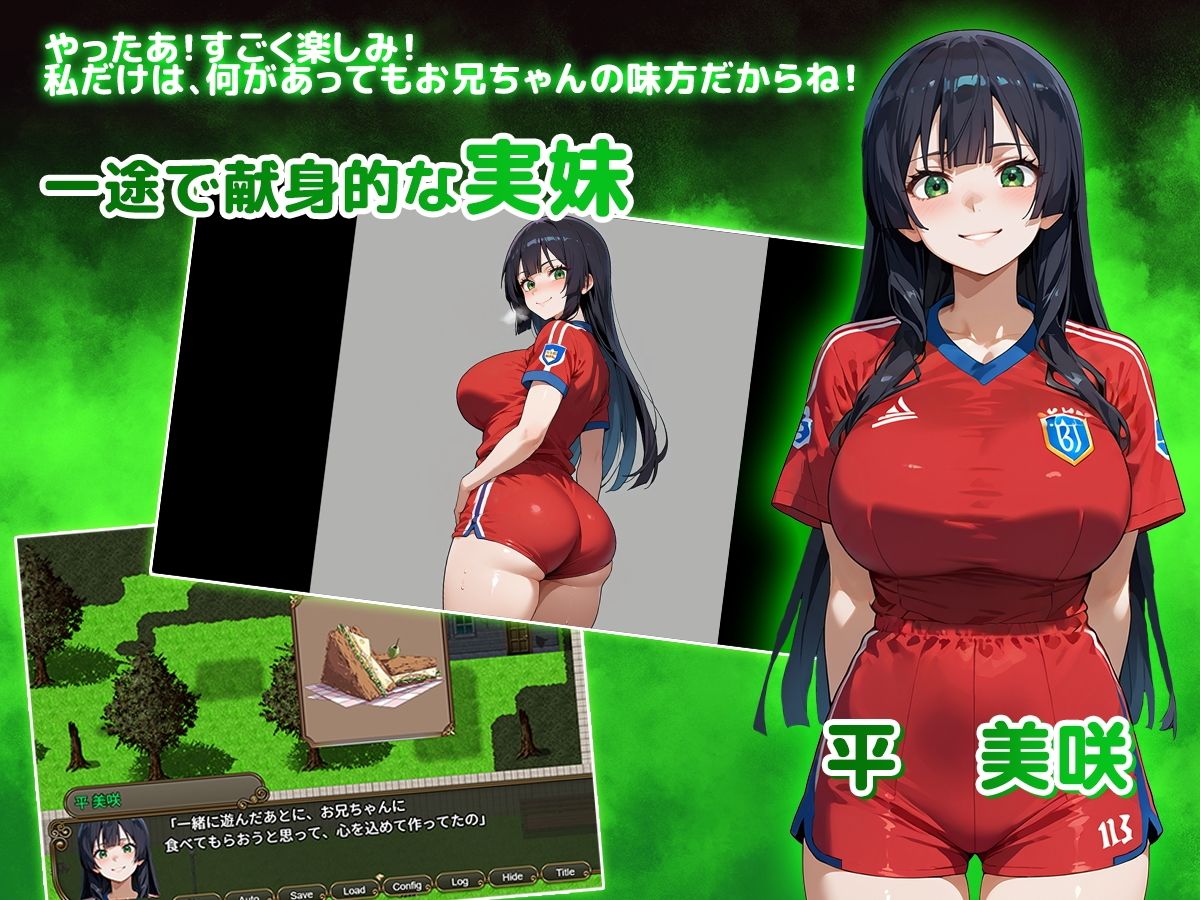 やったあ！すごく楽しみ！
私だけは、何があってもお兄ちゃんの味方だからね！
一途で献身的な実妹
BJ
平 美咲
113
平 美咲
「一緒に遊んだあとに、お兄ちゃんに
食べてもらおうと思って、心を込めて作ってたの」
Auto Save Load Config Log Hide Title